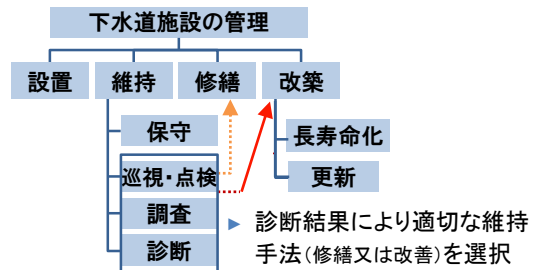 下水道施設の管理
設置 維持 修繕 改築
保守
長寿命化
巡視・点検
更新
調査
診断
▶ 診断結果により適切な維持
手法(修繕又は改善)を選択